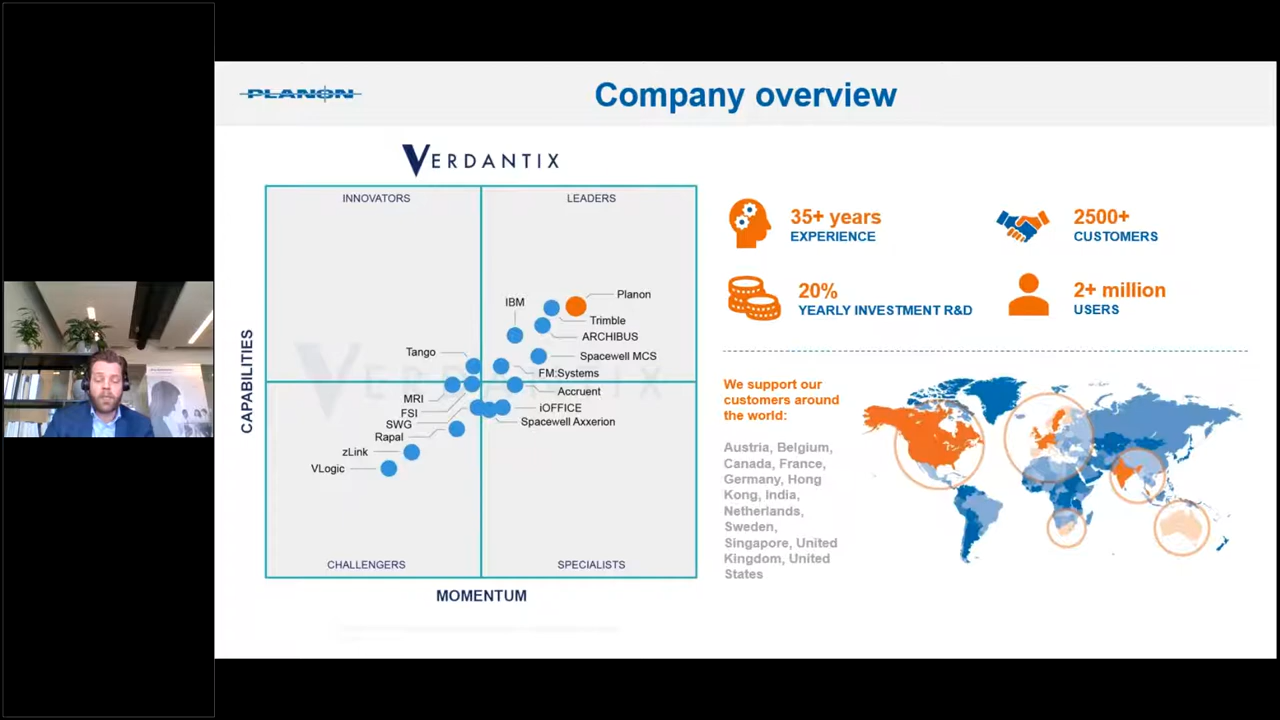 PLANON
Company overview
VERDANTIX
INNOVATORS
LEADERS
CAPABILITIES
IBM
Planon
Trimble
ARCHIBUS
Tango
Spacewell MCS
FM:Systems
VERDANTIX
MRI
Accruent
FSI
iOFFICE
SWG
Spacewell Axxerion
Rapal
zLink
VLogic
CHALLENGERS
SPECIALISTS
MOMENTUM
35+ years
EXPERIENCE
2500+
CUSTOMERS
20%
YEARLY INVESTMENT R&D
2+ million
USERS
We support our
customers around
the world:
Austria, Belgium,
Canada, France,
Germany, Hong
Kong, India,
Netherlands,
Sweden,
Singapore, United
Kingdom, United
States